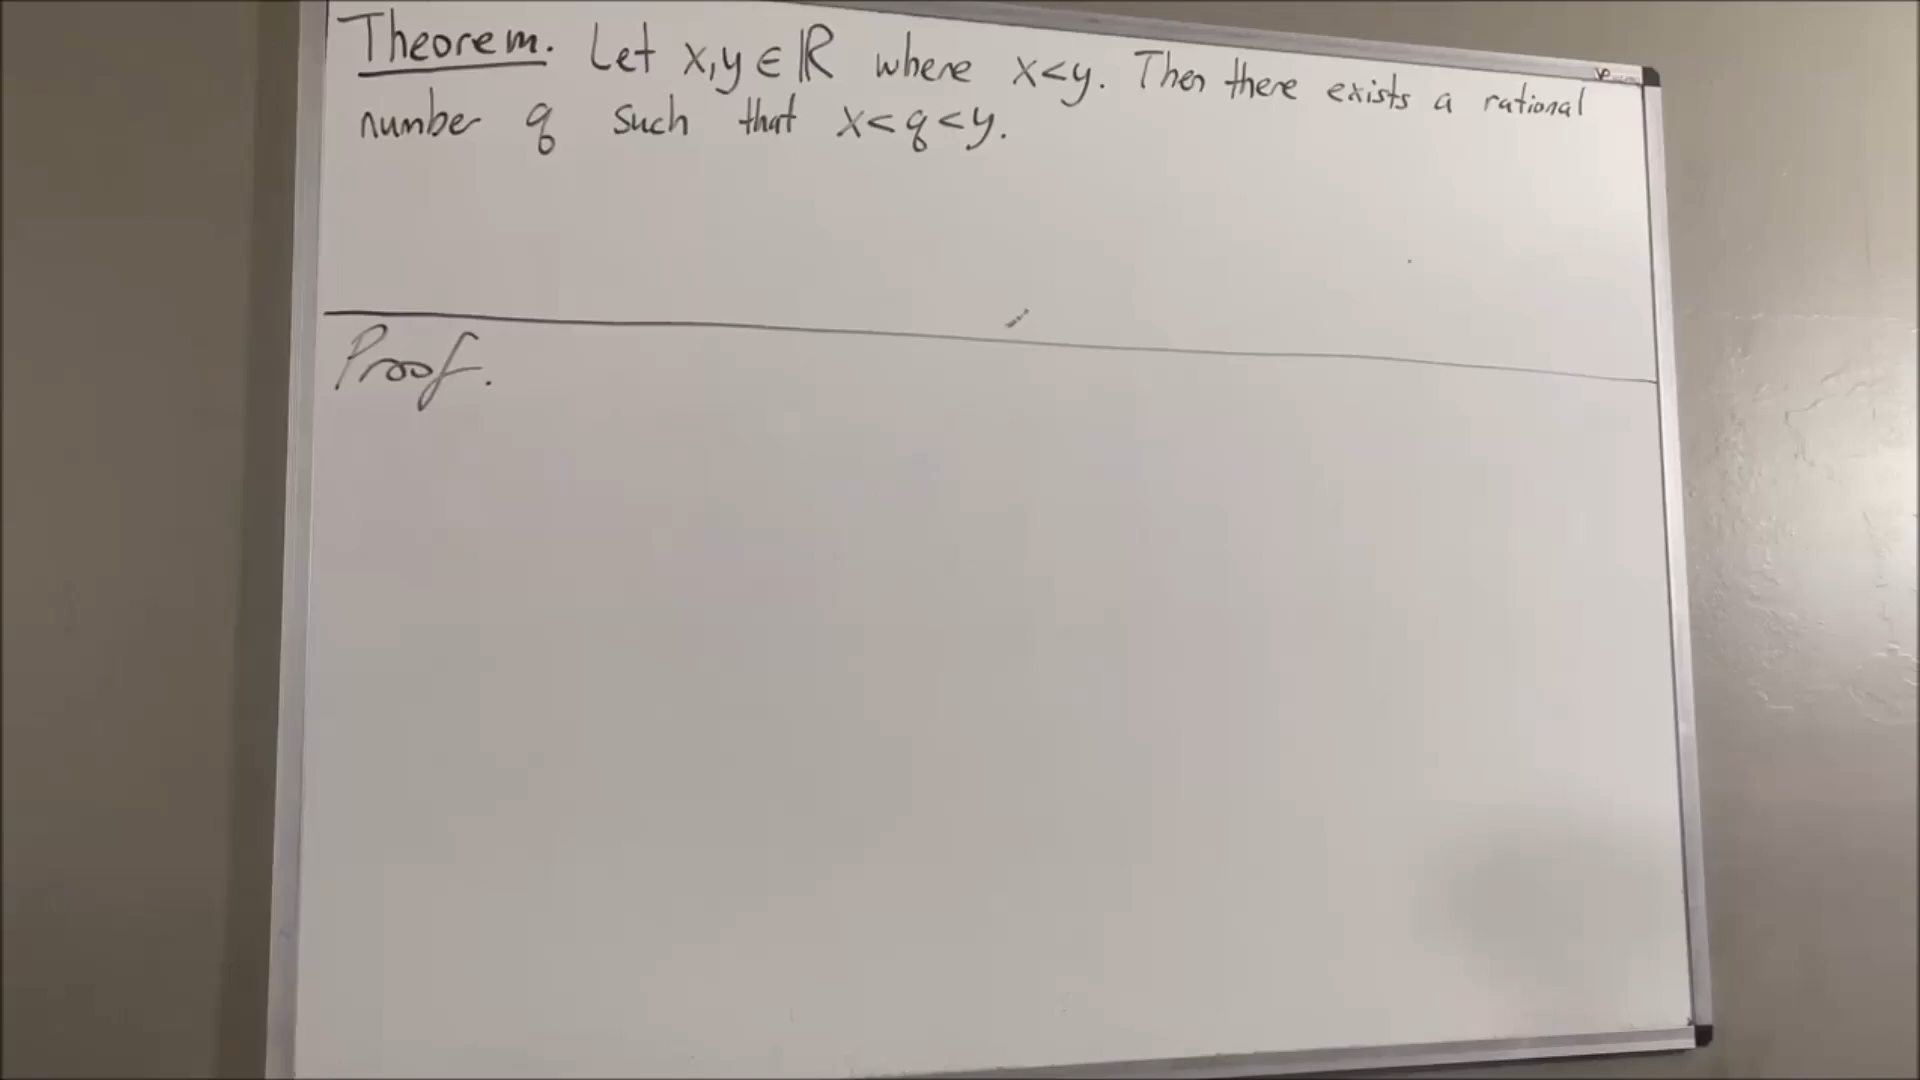 Theorem. Let x,y ∈ ℝ where x<y. Then there exists a rational
number q such that x<q<y.
Proof.